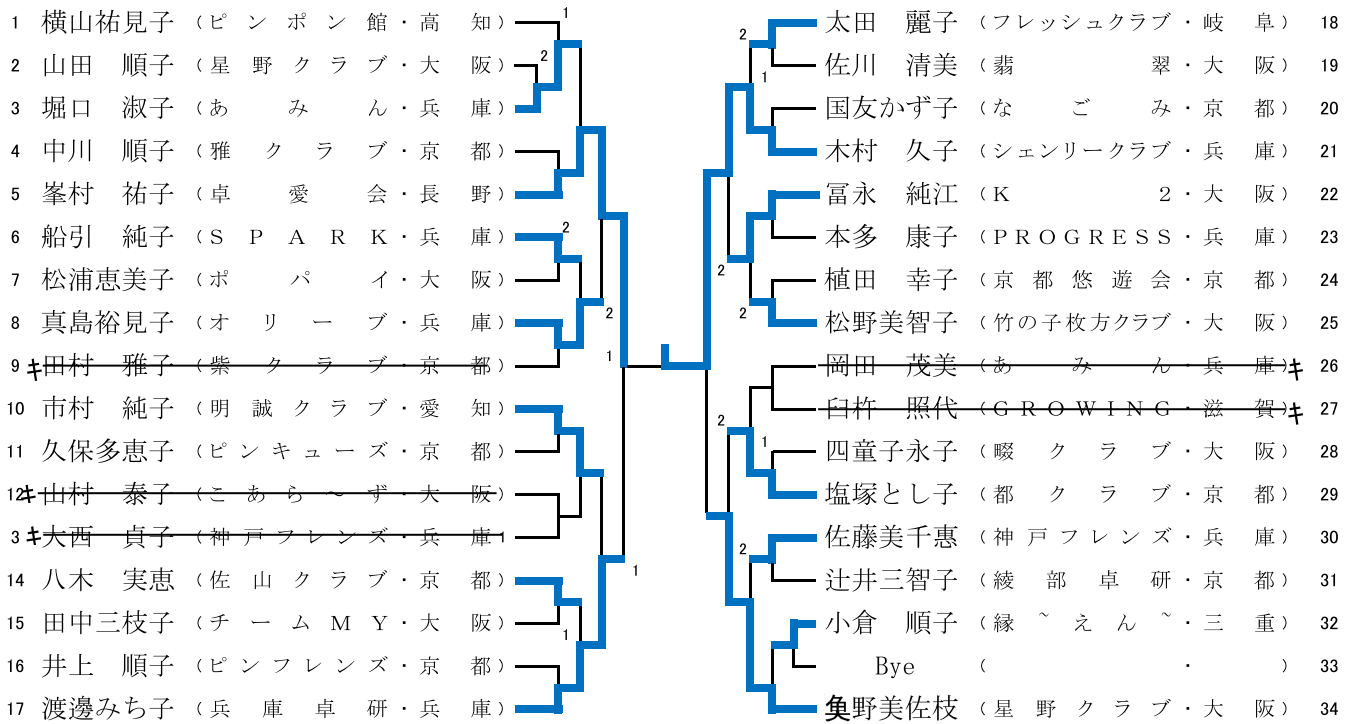 1 横山祐見子 (ピンポン館・高知)
2 山田 順子 (星野クラブ・大阪)
3 堀口 淑子 (あみん・兵庫)
4 中川 順子 (雅クラブ・京都)
5 峯村 祐子 (卓愛会・長野)
6 船引 純子 (SPARK・兵庫)
7 松浦恵美子 (ポパイ・大阪)
8 真島裕見子 (オリーブ・兵庫)
9 キ 田村 雅子 (紫クラブ・京都)
10 市村 純子 (明誠クラブ・愛知)
11 久保多恵子 (ピンキューズ・京都)
12 キ 山村 泰子 (こあら~ず・大阪)
3 キ 大西 貞子 (神戸フレンズ・兵庫 1
14 八木 実恵 (佐山クラブ・京都)
15 田中三枝子 (チームMY・大阪)
16 井上 順子 (ピンフレンズ・京都)
17 渡邊みち子 (兵庫卓研・兵庫)
1
2
2
2
1
1
1
2
1
2
2
2
1
2
太田 麗子 (フレッシュクラブ・岐阜) 18
佐川 清美 (翡翠・大阪) 19
国友かず子 (なごみ・京都) 20
木村 久子 (シェンリークラブ・兵庫) 21
冨永 純江 (K2・大阪) 22
本多 康子 (PROGRESS・兵庫) 23
植田 幸子 (京都悠遊会・京都) 24
松野美智子 (竹の子枚方クラブ・大阪) 25
岡田 茂美 (あみん・兵庫) キ 26
臼杵 照代 (GROWING・滋賀) キ 27
四童子永子 (畷クラブ・大阪) 28
塩塚とし子 (都クラブ・京都) 29
佐藤美千惠 (神戸フレンズ・兵庫) 30
辻井三智子 (綾部卓研・京都) 31
小倉 順子 (縁~えん~・三重) 32
Bye ( ・ ) 33
野美佐枝 (星野クラブ・大阪) 34